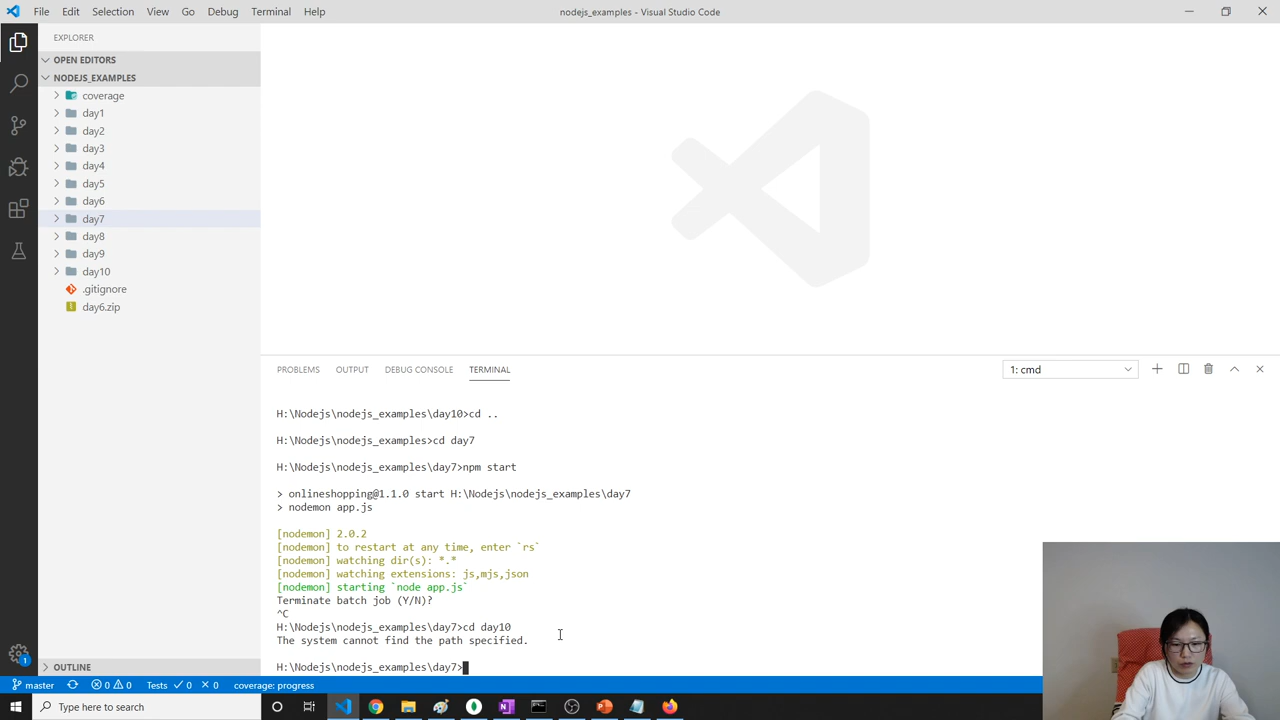 File Edit Selection View Go Debug Terminal Help
nodejs_examples - Visual Studio Code
EXPLORER
OPEN EDITORS
NODEJS_EXAMPLES
coverage
day1
day2
day3
day4
day5
day6
day7
day8
day9
day10
.gitignore
day6.zip
OUTLINE
PROBLEMS OUTPUT DEBUG CONSOLE TERMINAL
1: cmd
H:\Nodejs\nodejs_examples\day10>cd ..
H:\Nodejs\nodejs_examples>cd day7
H:\Nodejs\nodejs_examples\day7>npm start
> onlineshopping@1.1.0 start H:\Nodejs\nodejs_examples\day7
> nodemon app.js
[nodemon] 2.0.2
[nodemon] to restart at any time, enter `rs`
[nodemon] watching dir(s): *.*
[nodemon] watching extensions: js,mjs,json
[nodemon] starting `node app.js`
Terminate batch job (Y/N)?
^C
H:\Nodejs\nodejs_examples\day7>cd day10
The system cannot find the path specified.
H:\Nodejs\nodejs_examples\day7>
1
master 0 0 Tests 0 0 coverage: progress
Type here to search